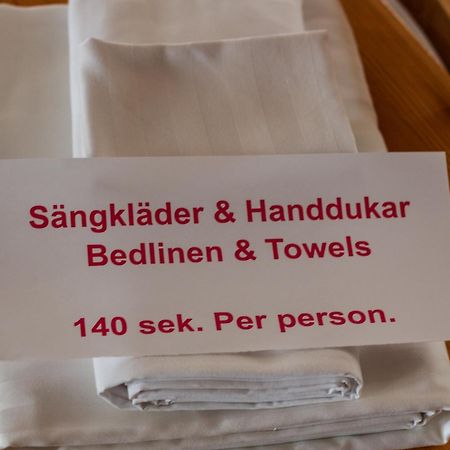 Sängkläder & Handdukar
Bedlinen & Towels
140 sek. Per person.